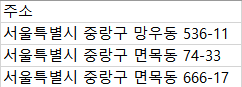 주소
서울특별시 중랑구 망우동 536-11
서울특별시 중랑구 면목동 74-33
서울특별시 중랑구 면목동 666-17